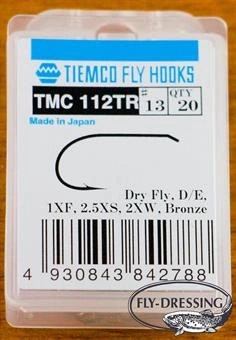 TIEMCO FLY HOOKS
TMC 112TR # 13 QTY 20
Made in Japan
Dry Fly, D/E,
1XF, 2.5XS, 2XW, Bronze
4 930843 842788
FLY-DRESSING